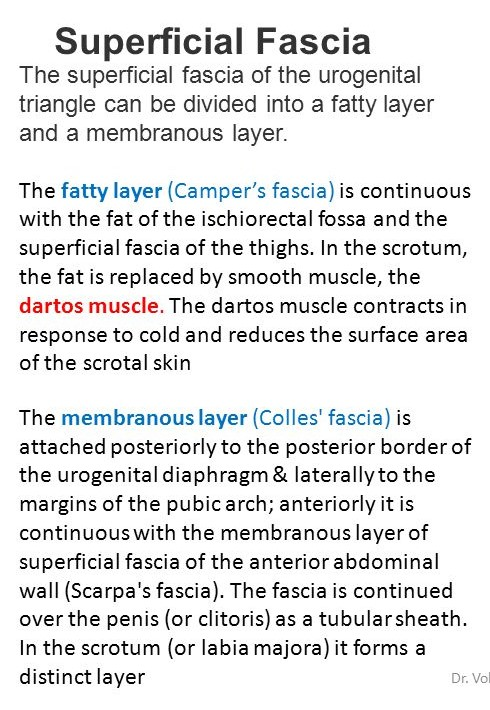 Superficial Fascia
The superficial fascia of the urogenital
triangle can be divided into a fatty layer
and a membranous layer.
The fatty layer (Camper’s fascia) is continuous
with the fat of the ischiorectal fossa and the
superficial fascia of the thighs. In the scrotum,
the fat is replaced by smooth muscle, the
dartos muscle. The dartos muscle contracts in
response to cold and reduces the surface area
of the scrotal skin
The membranous layer (Colles' fascia) is
attached posteriorly to the posterior border of
the urogenital diaphragm & laterally to the
margins of the pubic arch; anteriorly it is
continuous with the membranous layer of
superficial fascia of the anterior abdominal
wall (Scarpa's fascia). The fascia is continued
over the penis (or clitoris) as a tubular sheath.
In the scrotum (or labia majora) it forms a
distinct layer
Dr.